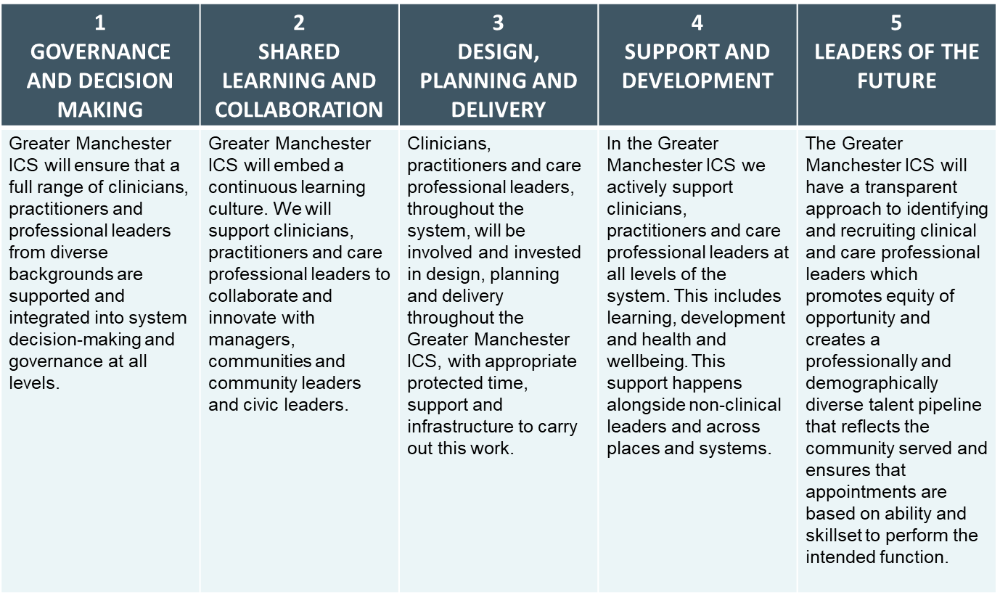 1
GOVERNANCE
AND DECISION
MAKING
2
SHARED
LEARNING AND
COLLABORATION
3
DESIGN,
PLANNING AND
DELIVERY
4
SUPPORT AND
DEVELOPMENT
5
LEADERS OF THE
FUTURE
Greater Manchester
ICS will ensure that a
full range of clinicians,
practitioners and
professional leaders
from diverse
backgrounds are
supported and
integrated into system
decision-making and
governance at all
levels.
Greater Manchester
ICS will embed a
continuous learning
culture. We will
support clinicians,
practitioners and care
professional leaders to
collaborate and
innovate with
managers,
communities and
community leaders
and civic leaders.
Clinicians,
practitioners and care
professional leaders,
throughout the
system, will be
involved and invested
in design, planning
and delivery
throughout the
Greater Manchester
ICS, with appropriate
protected time,
support and
infrastructure to carry
out this work.
In the Greater
Manchester ICS we
actively support
clinicians,
practitioners and care
professional leaders at
all levels of the
system. This includes
learning, development
and health and
wellbeing. This
support happens
alongside non-clinical
leaders and across
places and systems.
The Greater
Manchester ICS will
have a transparent
approach to identifying
and recruiting clinical
and care professional
leaders which
promotes equity of
opportunity and
creates a
professionally and
demographically
diverse talent pipeline
that reflects the
community served and
ensures that
appointments are
based on ability and
skillset to perform the
intended function.